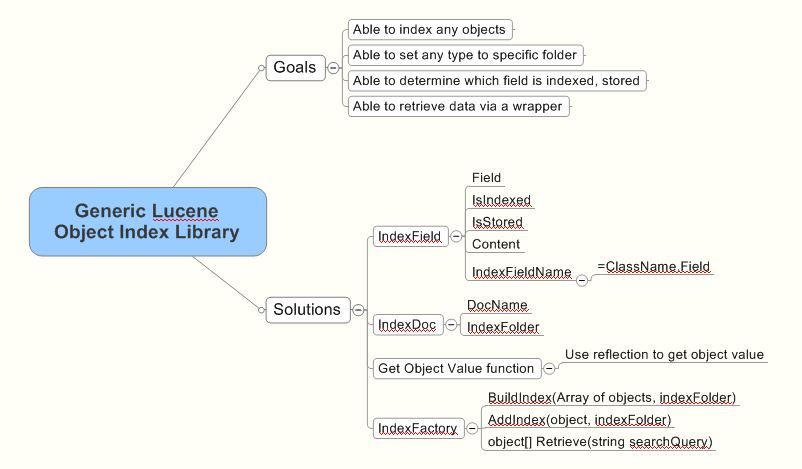 Able to index any objects
Able to set any type to specific folder
Goals
Able to determine which field is indexed, stored
Able to retrieve data via a wrapper
Generic Lucene
Object Index Library
Field
IsIndexed
IsStored
IndexField
Content
IndexFieldName
=ClassName.Field
Solutions
DocName
IndexDoc
IndexFolder
Get Object Value function
Use reflection to get object value
BuildIndex(Array of objects, indexFolder)
IndexFactory
AddIndex(object, indexFolder)
object[] Retrieve(string searchQuery)